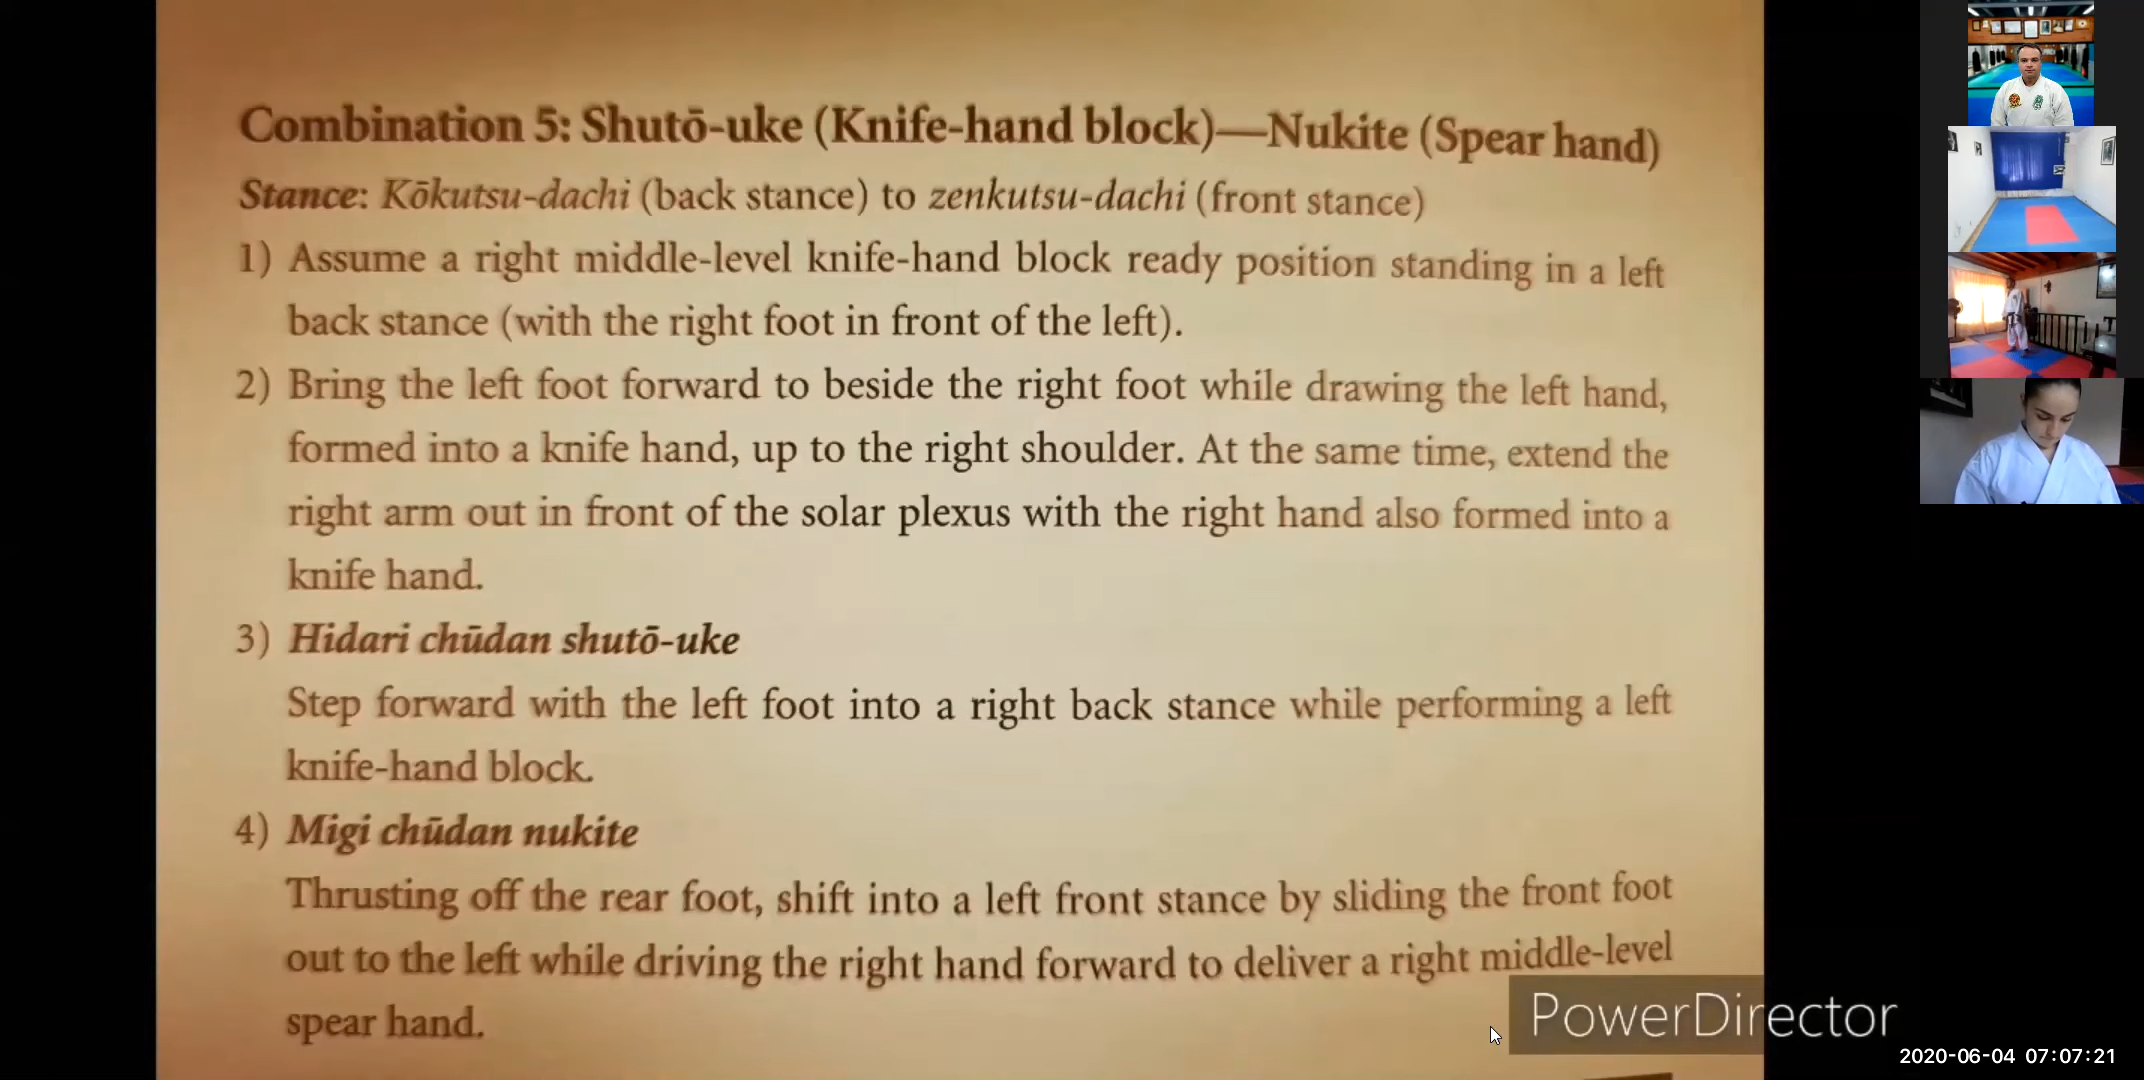 Combination 5: Shutō-uke (Knife-hand block)—Nukite (Spear hand)
Stance: Kōkutsu-dachi (back stance) to zenkutsu-dachi (front stance)
1) Assume a right middle-level knife-hand block ready position standing in a left
back stance (with the right foot in front of the left).
2) Bring the left foot forward to beside the right foot while drawing the left hand,
formed into a knife hand, up to the right shoulder. At the same time, extend the
right arm out in front of the solar plexus with the right hand also formed into a
knife hand.
3) Hidari chūdan shutō-uke
Step forward with the left foot into a right back stance while performing a left
knife-hand block.
4) Migi chūdan nukite
Thrusting off the rear foot, shift into a left front stance by sliding the front foot
out to the left while driving the right hand forward to deliver a right middle-level
spear hand.
PowerDirector
2020-06-04 07:07:21